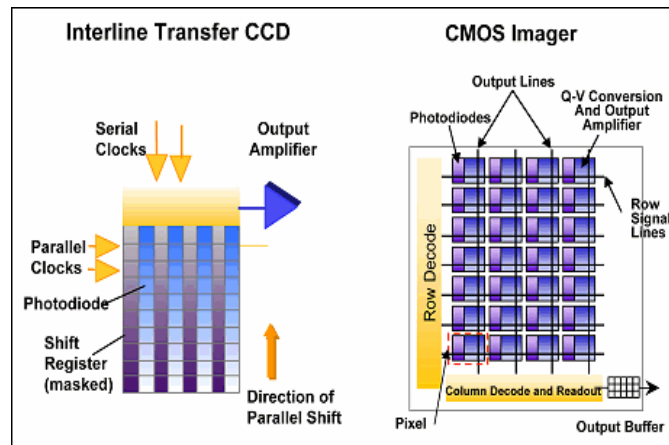 Interline Transfer CCD
Serial
Clocks
Output
Amplifier
Parallel
Clocks
Photodiode
Shift
Register
(masked)
Direction of
Parallel Shift
CMOS Imager
Output Lines
Q-V Conversion
And Output
Amplifier
Photodiodes
Row
Signal
Lines
Row Decode
Column Decode and Readout
Pixel
Output Buffer